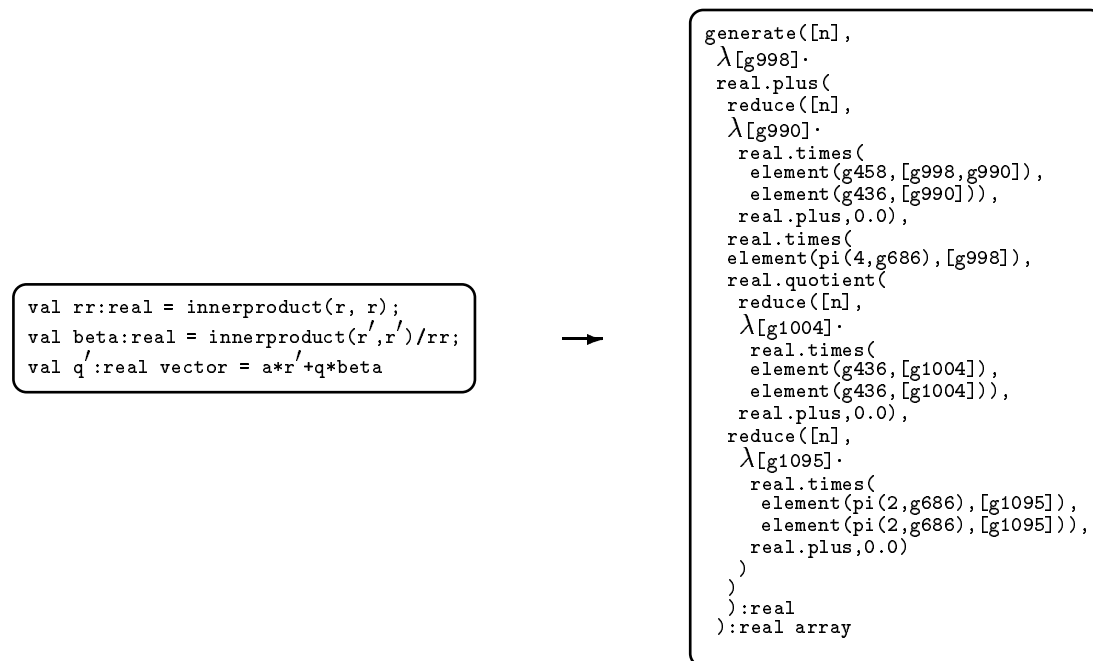 val rr:real = innerproduct(r, r);
val beta:real = innerproduct(r′,r′)/rr;
val q′:real vector = a*r′+q*beta
generate([n],
λ[g998]·
real.plus(
reduce([n],
λ[g990]·
real.times(
element(g458,[g998,g990]),
element(g436,[g990])),
real.plus,0.0),
real.times(
element(pi(4,g686),[g998]),
real.quotient(
reduce([n],
λ[g1004]·
real.times(
element(g436,[g1004]),
element(g436,[g1004])),
real.plus,0.0),
reduce([n],
λ[g1095]·
real.times(
element(pi(2,g686),[g1095]),
element(pi(2,g686),[g1095])),
real.plus,0.0)
)
)
):real
):real array